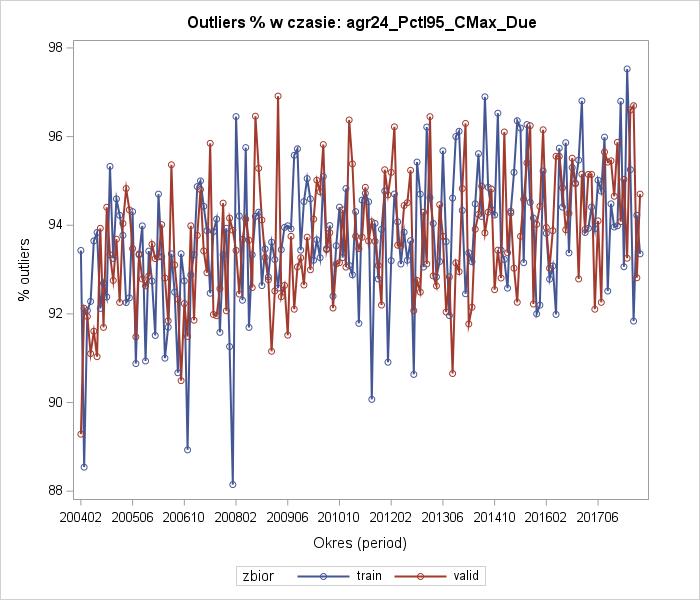 Outliers % w czasie: agr24_Pctl95_CMax_Due
98
96
94
92
90
88
% outliers
200402 200506 200610 200802 200906 201010 201202 201306 201410 201602 201706
Okres (period)
zbior train valid